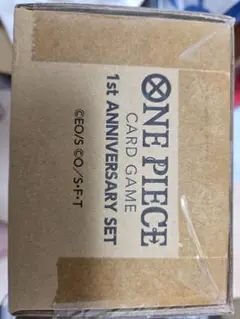 ONE PIECE
CARD GAME
1st ANNIVERSARY SET
©EO/S ©O/S・F・T